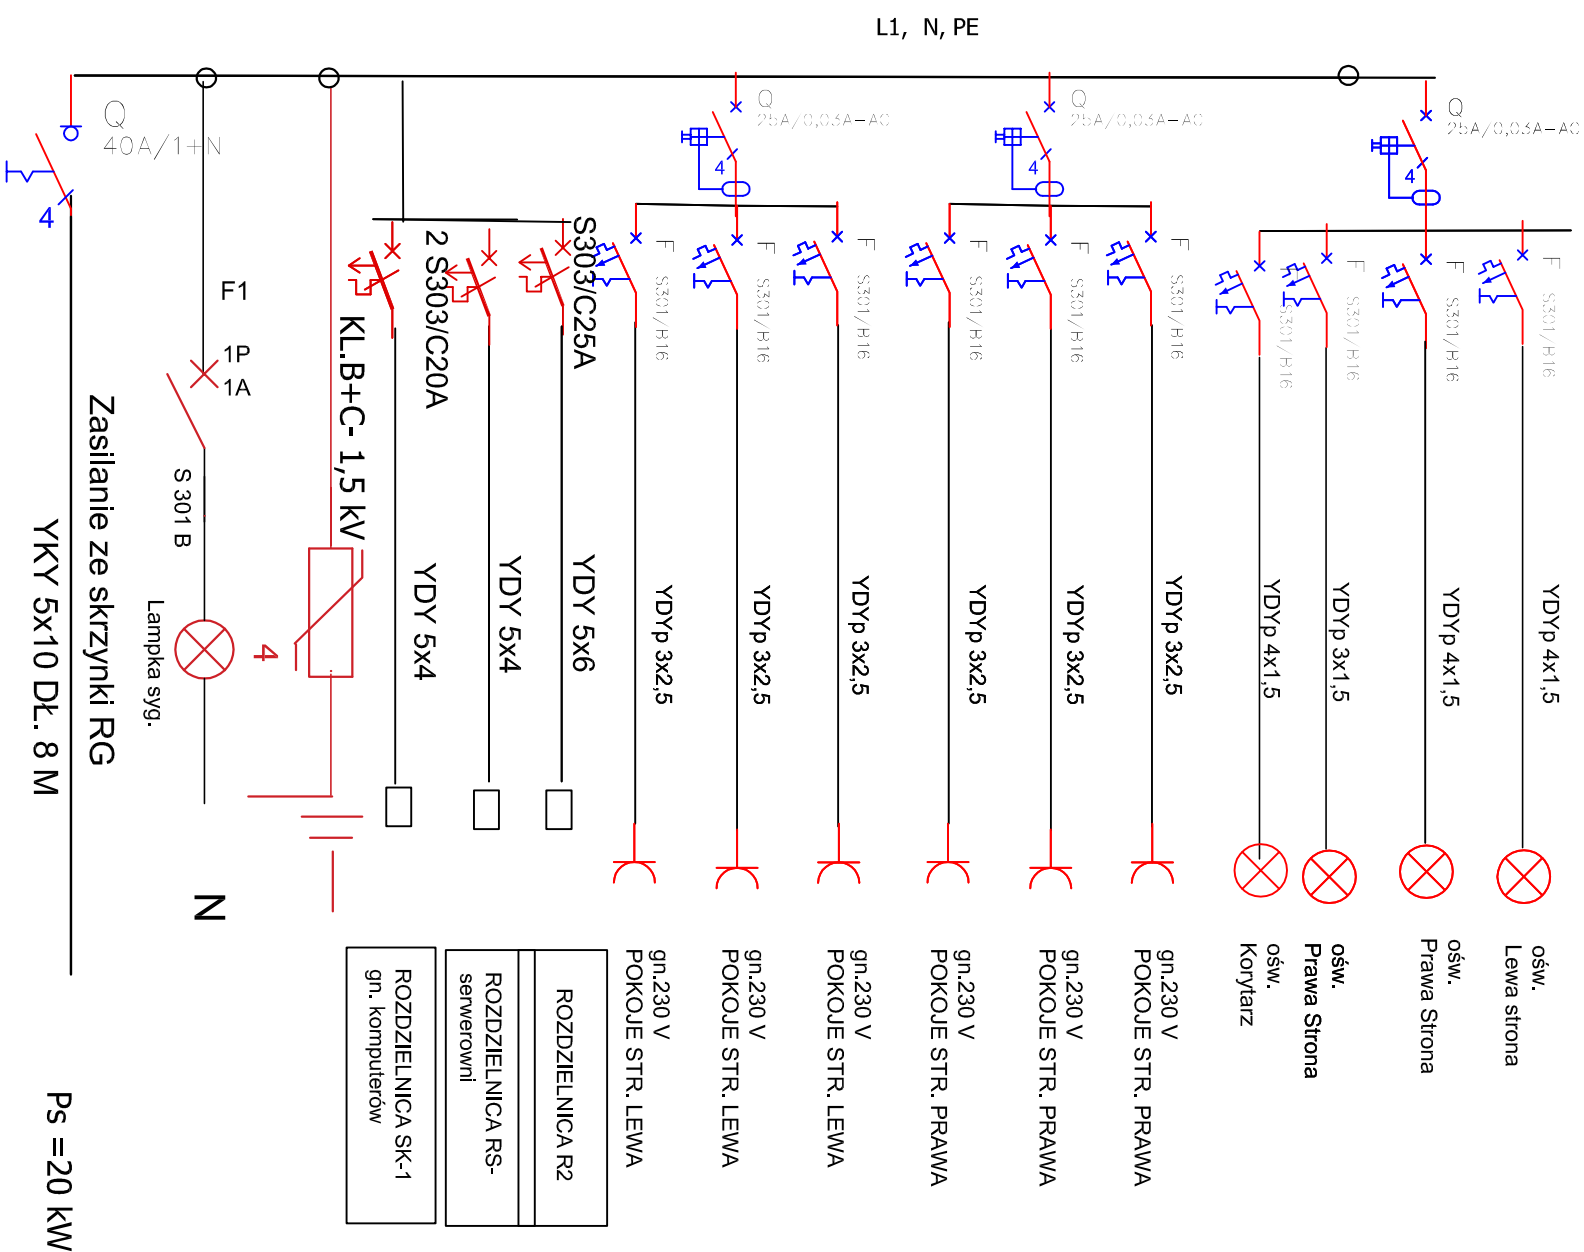 L1, N, PE
Q
40A/1+N
4
Q
25A/0,03A-AC
4
Q
25A/0,03A-AC
4
Q
25A/0,03A-AC
4
F1
1P
1A
S 301 B
Lampka syg.
N
Zasilanie ze skrzynki RG
YKY 5x10 DŁ. 8 M
Ps =20 kW
KL.B+C- 1,5 kV
4
2 S303/C20A
S303/C25A
F
S301/B16
F
S301/B16
F
S301/B16
F
S301/B16
F
S301/B16
F
S301/B16
F
S301/B16
F
S301/B16
F
S301/B16
F
S301/B16
YDY 5x4
YDY 5x4
YDY 5x6
YDYp 3x2,5
YDYp 3x2,5
YDYp 3x2,5
YDYp 3x2,5
YDYp 3x2,5
YDYp 3x2,5
YDYp 4x1,5
YDYp 3x1,5
YDYp 4x1,5
YDYp 4x1,5
ROZDZIELNICA SK-1
gn. komputerów
ROZDZIELNICA RS-
serwerowni
ROZDZIELNICA R2
gn.230 V
POKOJE STR. LEWA
gn.230 V
POKOJE STR. LEWA
gn.230 V
POKOJE STR. LEWA
gn.230 V
POKOJE STR. PRAWA
gn.230 V
POKOJE STR. PRAWA
gn.230 V
POKOJE STR. PRAWA
ośw.
Korytarz
ośw.
Prawa Strona
ośw.
Prawa Strona
ośw.
Lewa strona